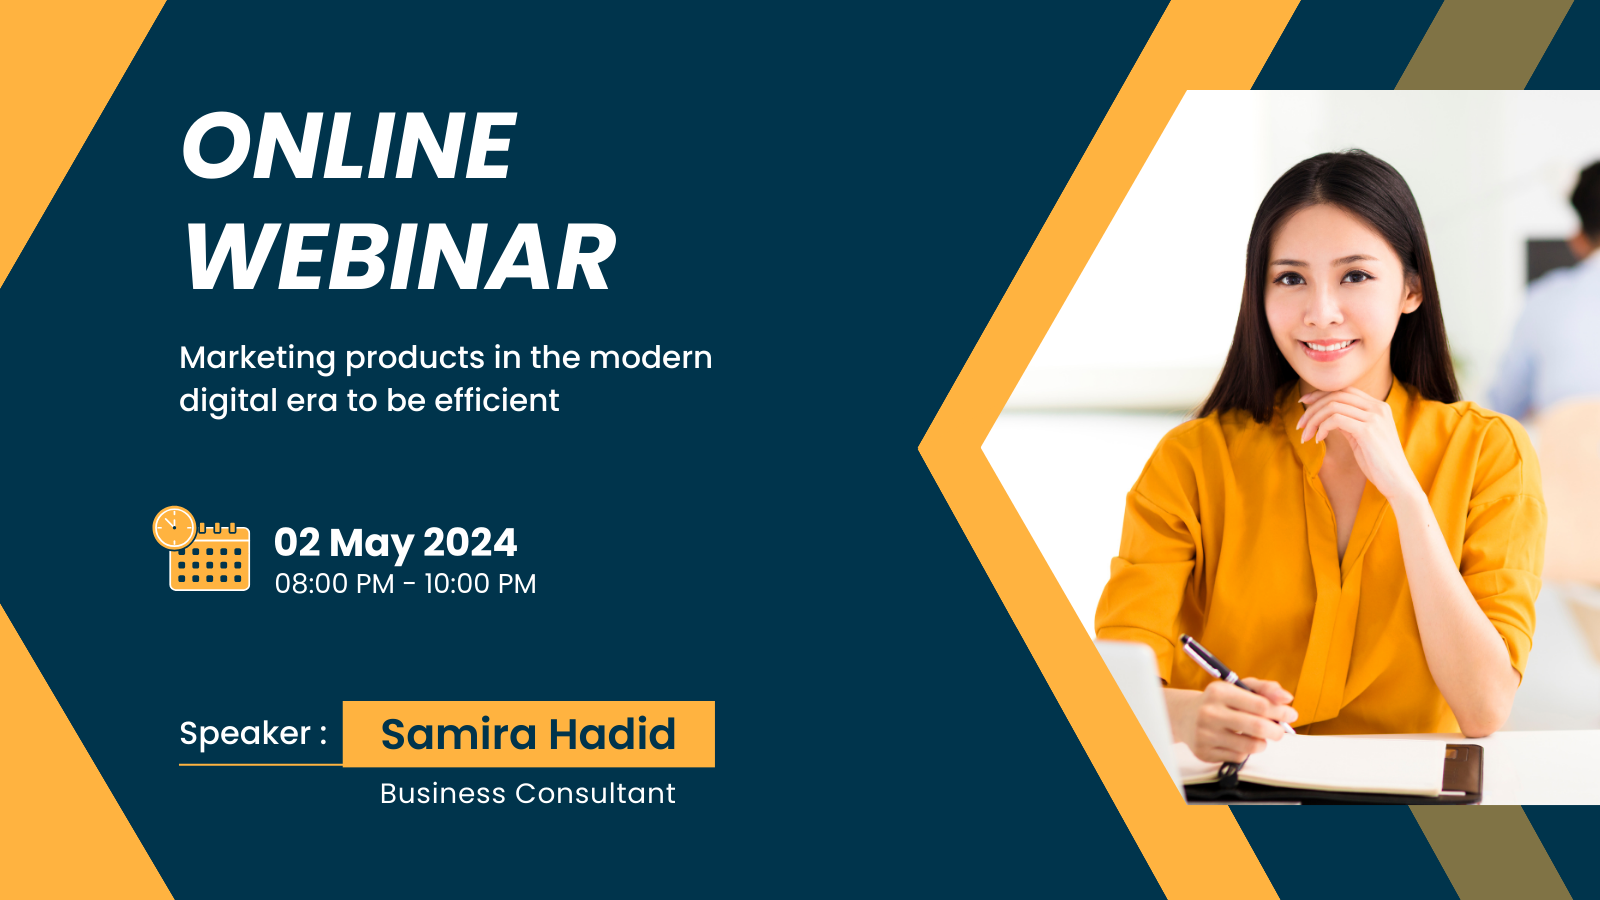 ONLINE
WEBINAR
Marketing products in the modern
digital era to be efficient
02 May 2024
08:00 PM - 10:00 PM
Speaker : Samira Hadid
Business Consultant